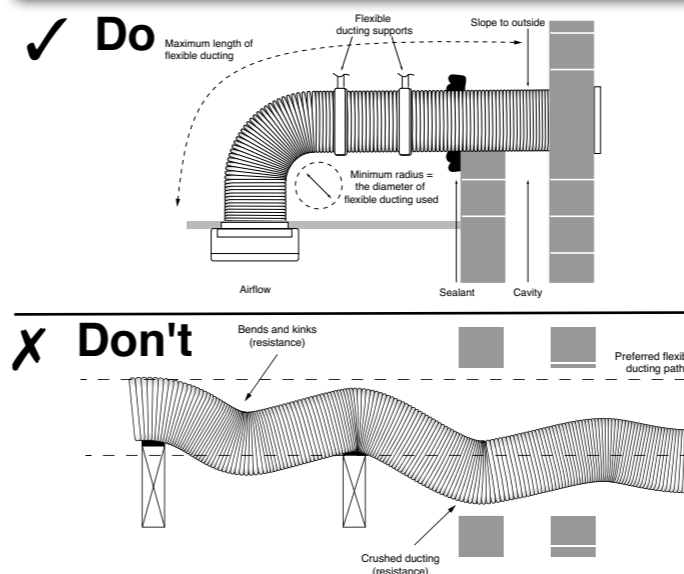 ✓ Do
Maximum length of
flexible ducting
Flexible
ducting supports
Slope to outside
Minimum radius =
the diameter of
flexible ducting used
Airflow
Sealant
Cavity
✗ Don't
Bends and kinks
(resistance)
Preferred flexi
ducting path
Crushed ducting
(resistance)